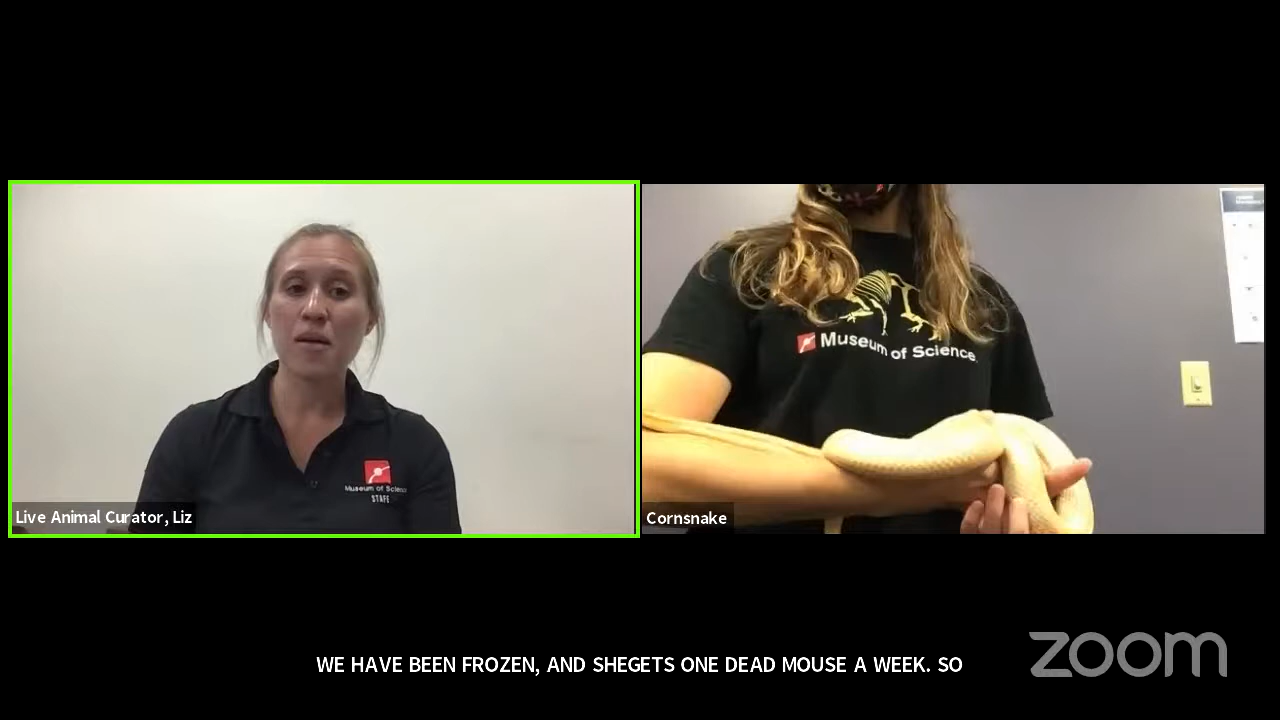 Museum of Science
STAFF
Live Animal Curator, Liz
Museum of Science
Cornsnake
WE HAVE BEEN FROZEN, AND SHEGETS ONE DEAD MOUSE A WEEK. SO
zoom